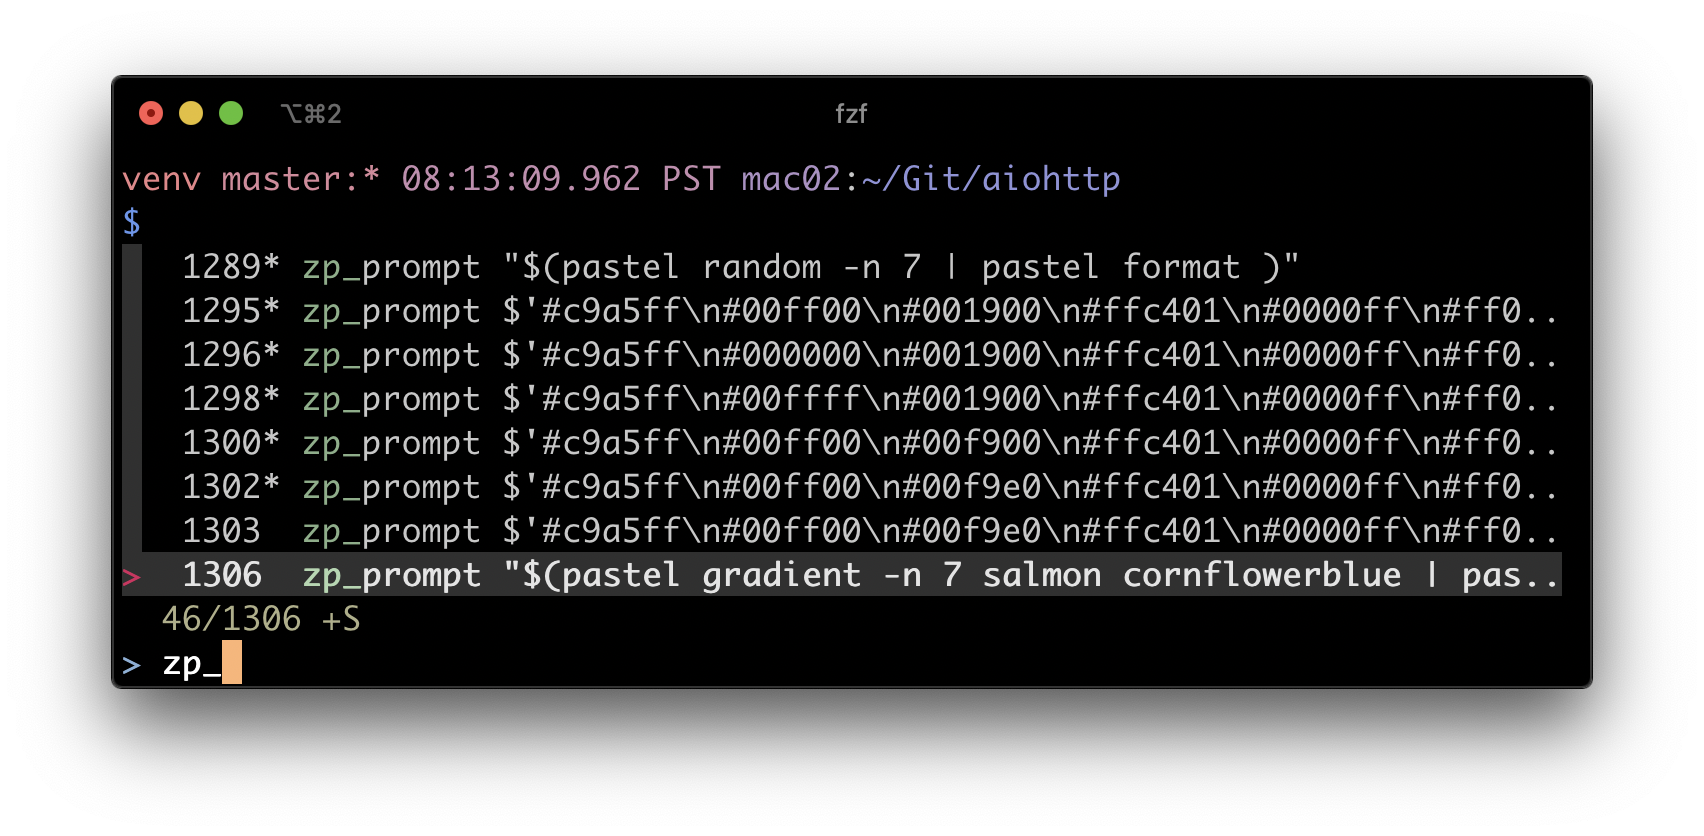 ⌥⌘2 fzf
venv master:* 08:13:09.962 PST mac02:~/Git/aiohttp
$
1289* zp_prompt "$(pastel random -n 7 | pastel format )"
1295* zp_prompt $'#c9a5ff\n#00ff00\n#001900\n#ffc401\n#0000ff\n#ff0..
1296* zp_prompt $'#c9a5ff\n#000000\n#001900\n#ffc401\n#0000ff\n#ff0..
1298* zp_prompt $'#c9a5ff\n#00ffff\n#001900\n#ffc401\n#0000ff\n#ff0..
1300* zp_prompt $'#c9a5ff\n#00ff00\n#00f900\n#ffc401\n#0000ff\n#ff0..
1302* zp_prompt $'#c9a5ff\n#00ff00\n#00f9e0\n#ffc401\n#0000ff\n#ff0..
1303 zp_prompt $'#c9a5ff\n#00ff00\n#00f9e0\n#ffc401\n#0000ff\n#ff0..
> 1306 zp_prompt "$(pastel gradient -n 7 salmon cornflowerblue | pas..
46/1306 +S
> zp_